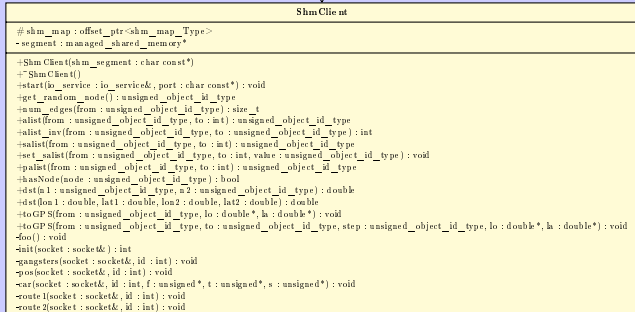 ShmClient
# shm_map : offset_ptr<shm_map_Type>
- segment : managed_shared_memory*
+ShmClient(shm_segment : char const*)
+~ShmClient()
+start(io_service : io_service&, port : char const*) : void
+get_random_node() : unsigned_object_id_type
+num_edges(from : unsigned_object_id_type) : size_t
+alist(from : unsigned_object_id_type, to : int) : unsigned_object_id_type
+alist_inv(from : unsigned_object_id_type, to : unsigned_object_id_type) : int
+salist(from : unsigned_object_id_type, to : int) : unsigned_object_id_type
+set_salist(from : unsigned_object_id_type, to : int, value : unsigned_object_id_type) : void
+palist(from : unsigned_object_id_type, to : int) : unsigned_object_id_type
+hasNode(node : unsigned_object_id_type) : bool
+dst(n1 : unsigned_object_id_type, n2 : unsigned_object_id_type) : double
+dst(lon1 : double, lat1 : double, lon2 : double, lat2 : double) : double
+toGPS(from : unsigned_object_id_type, lo : double*, la : double*) : void
+toGPS(from : unsigned_object_id_type, to : unsigned_object_id_type, step : unsigned_object_id_type, lo : double*, la : double*) : void
-foo() : void
-init(socket : socket&) : int
-gangsters(socket : socket&, id : int) : void
-pos(socket : socket&, id : int) : void
-car(socket : socket&, id : int, f : unsigned*, t : unsigned*, s : unsigned*) : void
-route1(socket : socket&, id : int) : void
-route2(socket : socket&, id : int) : void